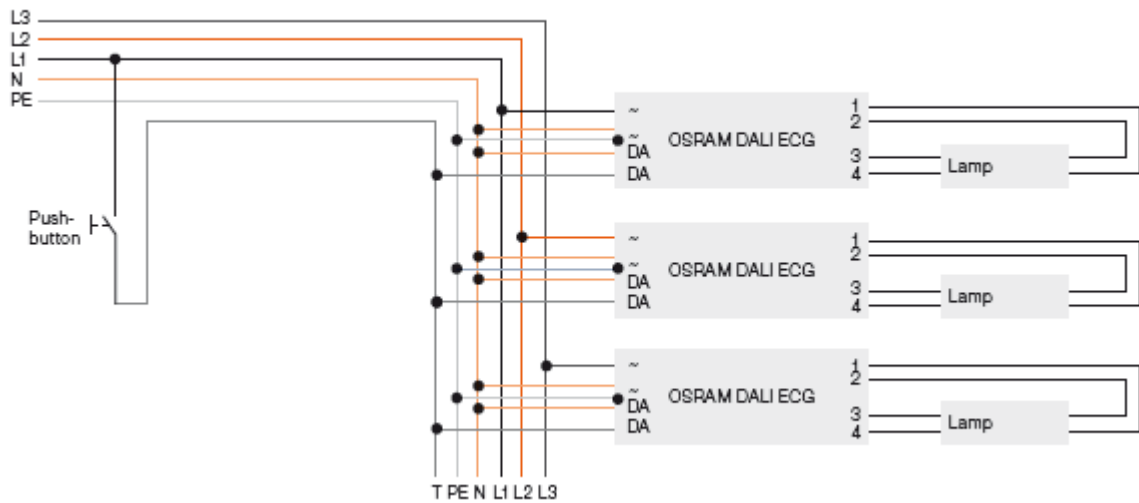 L3
L2
L1
N
PE
Push-
button
~
~
DA
DA
OSRAM DALI ECG
1
2
3
4
Lamp
~
~
DA
DA
OSRAM DALI ECG
1
2
3
4
Lamp
~
~
DA
DA
OSRAM DALI ECG
1
2
3
4
Lamp
T PE N L1 L2 L3